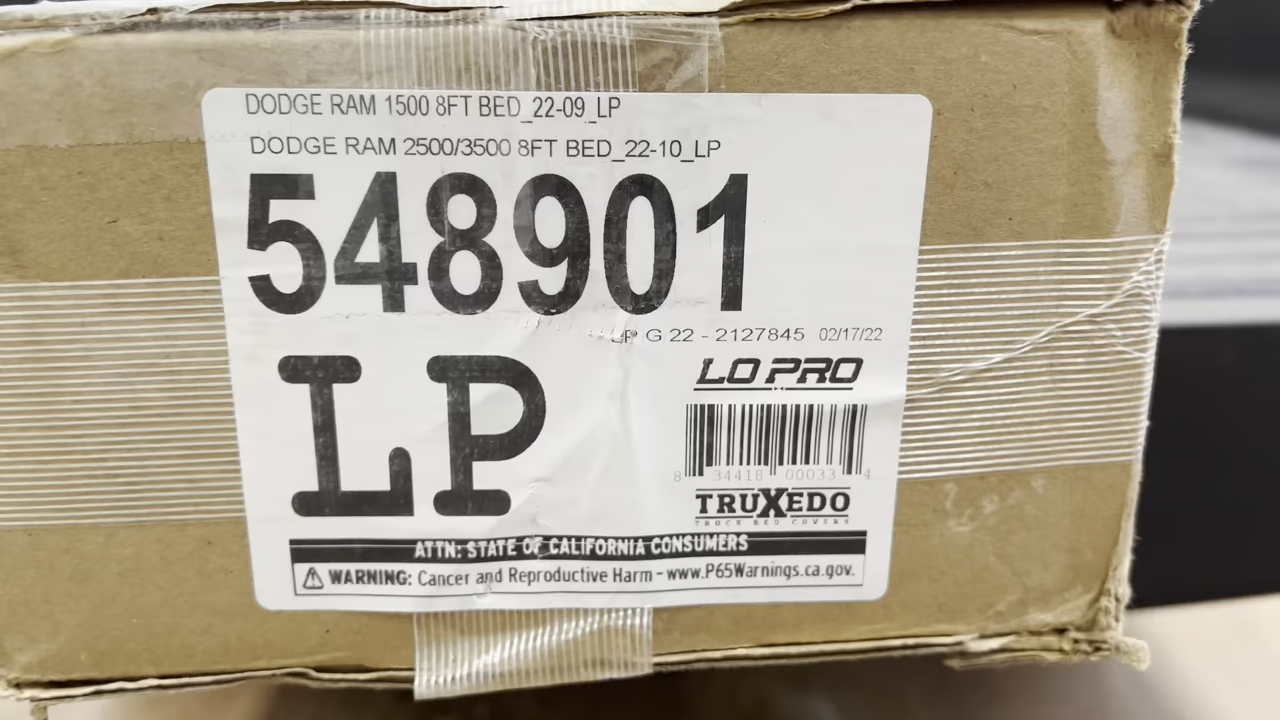 DODGE RAM 1500 8FT BED_22-09_LP
DODGE RAM 2500/3500 8FT BED_22-10_LP
548901
G 22 - 2127845 02/17/22
LP
LO PRO
8 34418 00033 4
TRUXEDO
TRUCK BED COVERS
ATTN: STATE OF CALIFORNIA CONSUMERS
WARNING: Cancer and Reproductive Harm - www.P65Warnings.ca.gov.